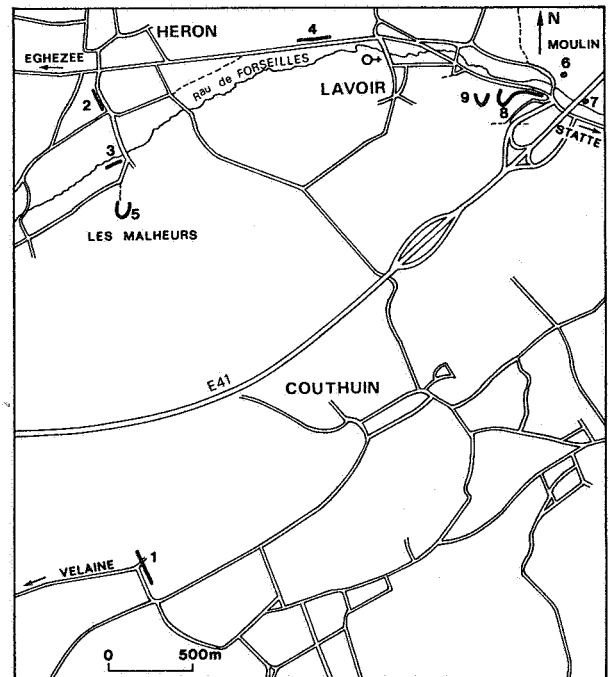 HERON
4
N
EGHEZEE
MOULIN
6
Rau de FORSEILLES
2
LAVOIR
9
8
7
STATTE
3
5
LES MALHEURS
E41
COUTHUIN
1
VELAINE
0 500m